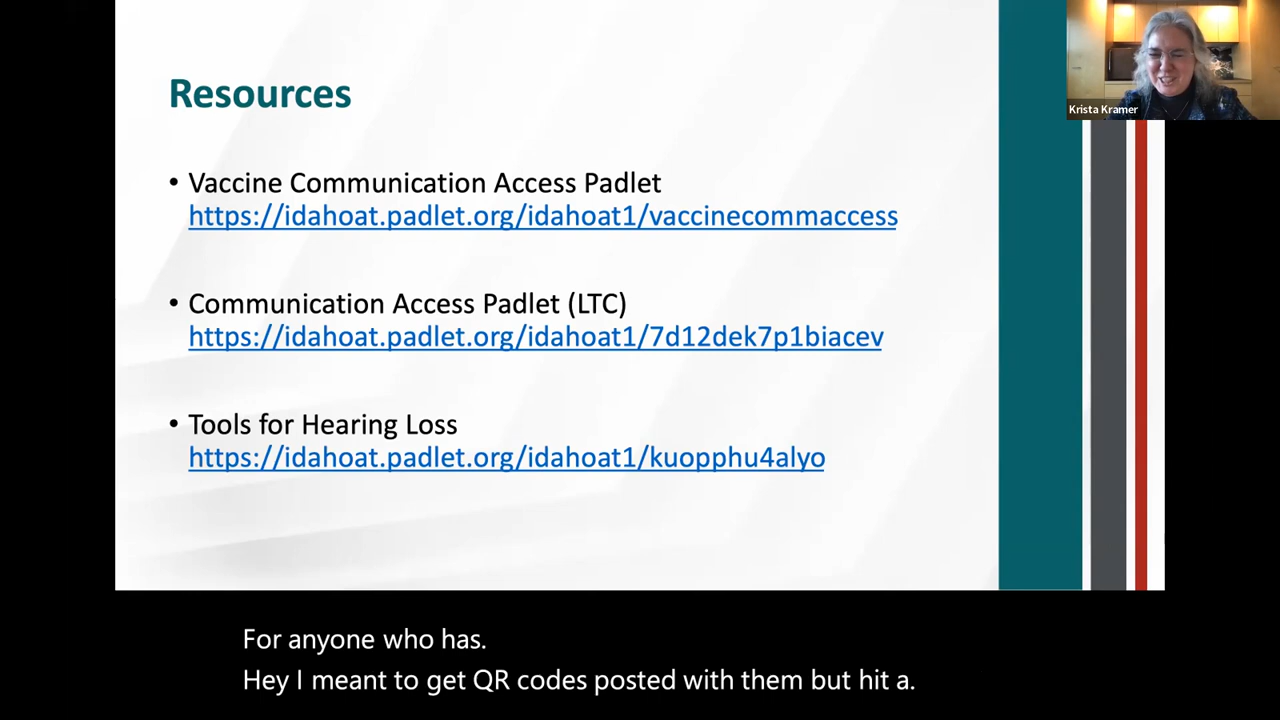 Resources
• Vaccine Communication Access Padlet
https://idahoat.padlet.org/idahoat1/vaccinecommaccess
• Communication Access Padlet (LTC)
https://idahoat.padlet.org/idahoat1/7d12dek7p1biacev
• Tools for Hearing Loss
https://idahoat.padlet.org/idahoat1/kuopphu4alyo
Krista Kramer
For anyone who has.
Hey I meant to get QR codes posted with them but hit a.